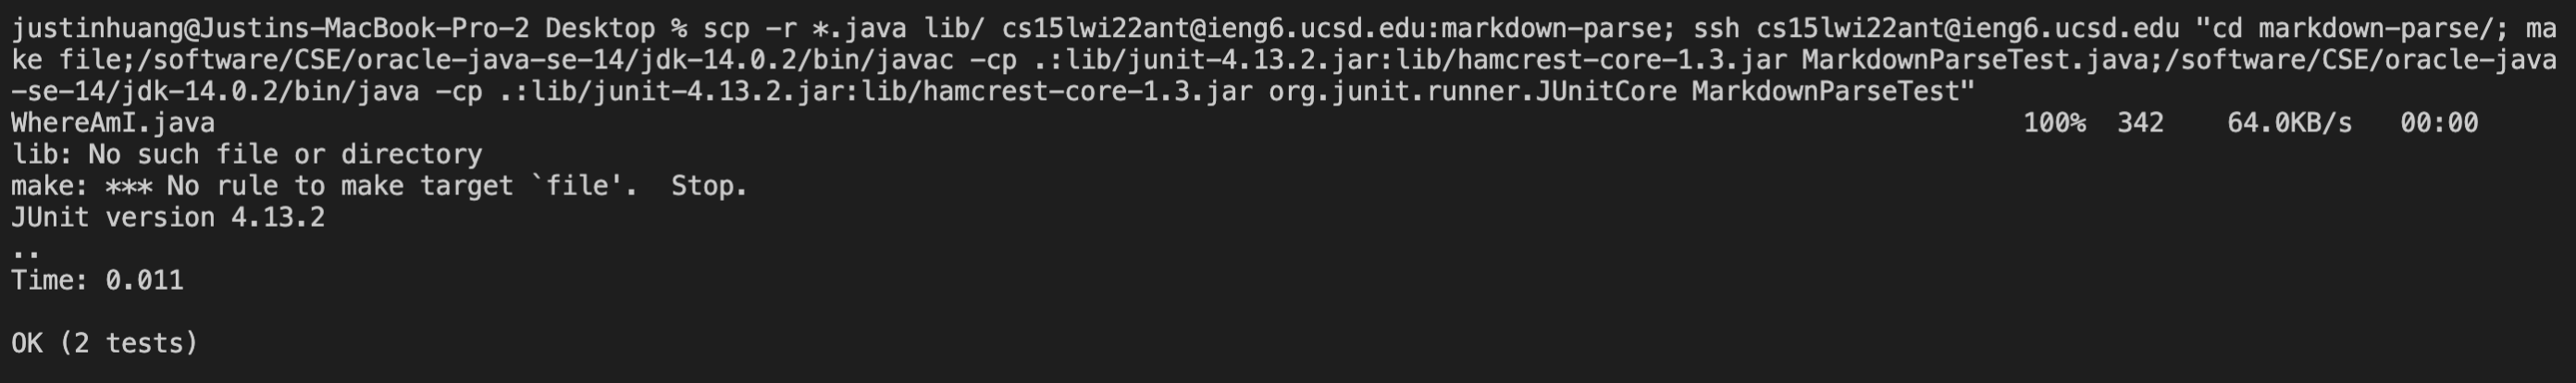 justinhuang@Justins-MacBook-Pro-2 Desktop % scp -r *.java lib/ cs15lwi22ant@ieng6.ucsd.edu:markdown-parse; ssh cs15lwi22ant@ieng6.ucsd.edu "cd markdown-parse/; ma
ke file;/software/CSE/oracle-java-se-14/jdk-14.0.2/bin/javac -cp .:lib/junit-4.13.2.jar:lib/hamcrest-core-1.3.jar MarkdownParseTest.java;/software/CSE/oracle-java
-se-14/jdk-14.0.2/bin/java -cp .:lib/junit-4.13.2.jar:lib/hamcrest-core-1.3.jar org.junit.runner.JUnitCore MarkdownParseTest"
WhereAmI.java 100% 342 64.0KB/s 00:00
lib: No such file or directory
make: *** No rule to make target `file'.  Stop.
JUnit version 4.13.2
..
Time: 0.011
OK (2 tests)